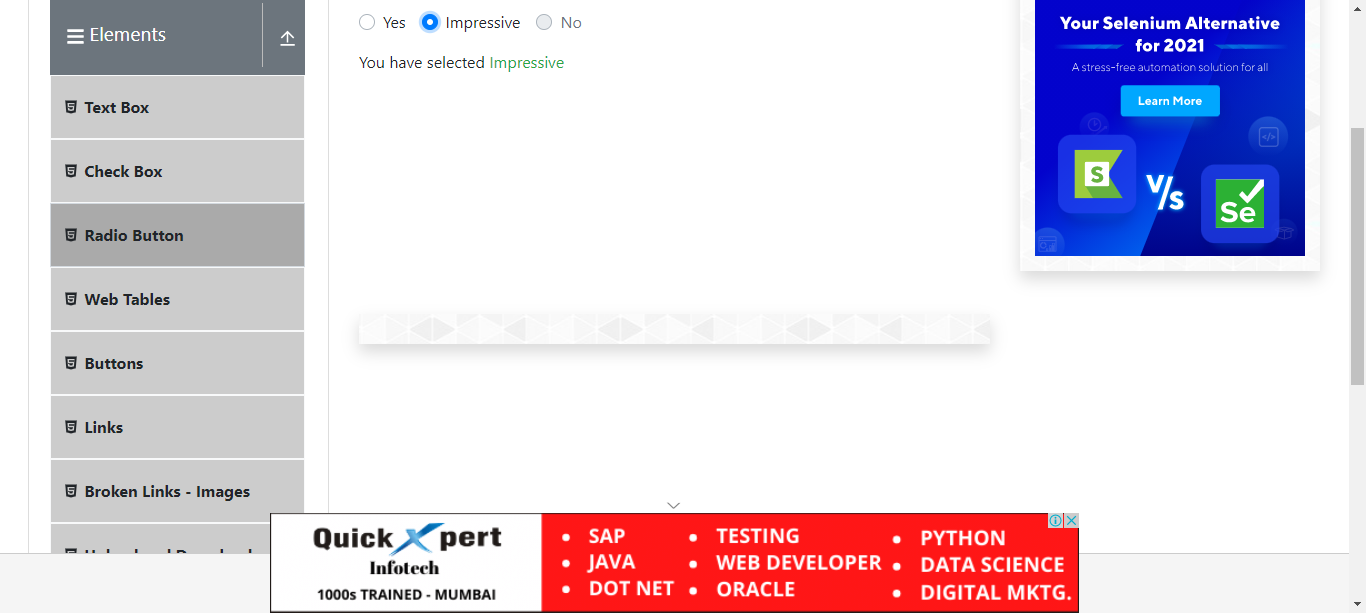 Elements
Text Box
Check Box
Radio Button
Web Tables
Buttons
Links
Broken Links - Images
Yes Impressive No
You have selected Impressive
Your Selenium Alternative
for 2021
A stress-free automation solution for all
Learn More
S
V/s
Se
QuickXpert
Infotech
1000s TRAINED - MUMBAI
SAP
JAVA
DOT NET
TESTING
WEB DEVELOPER
ORACLE
PYTHON
DATA SCIENCE
DIGITAL MKTG.